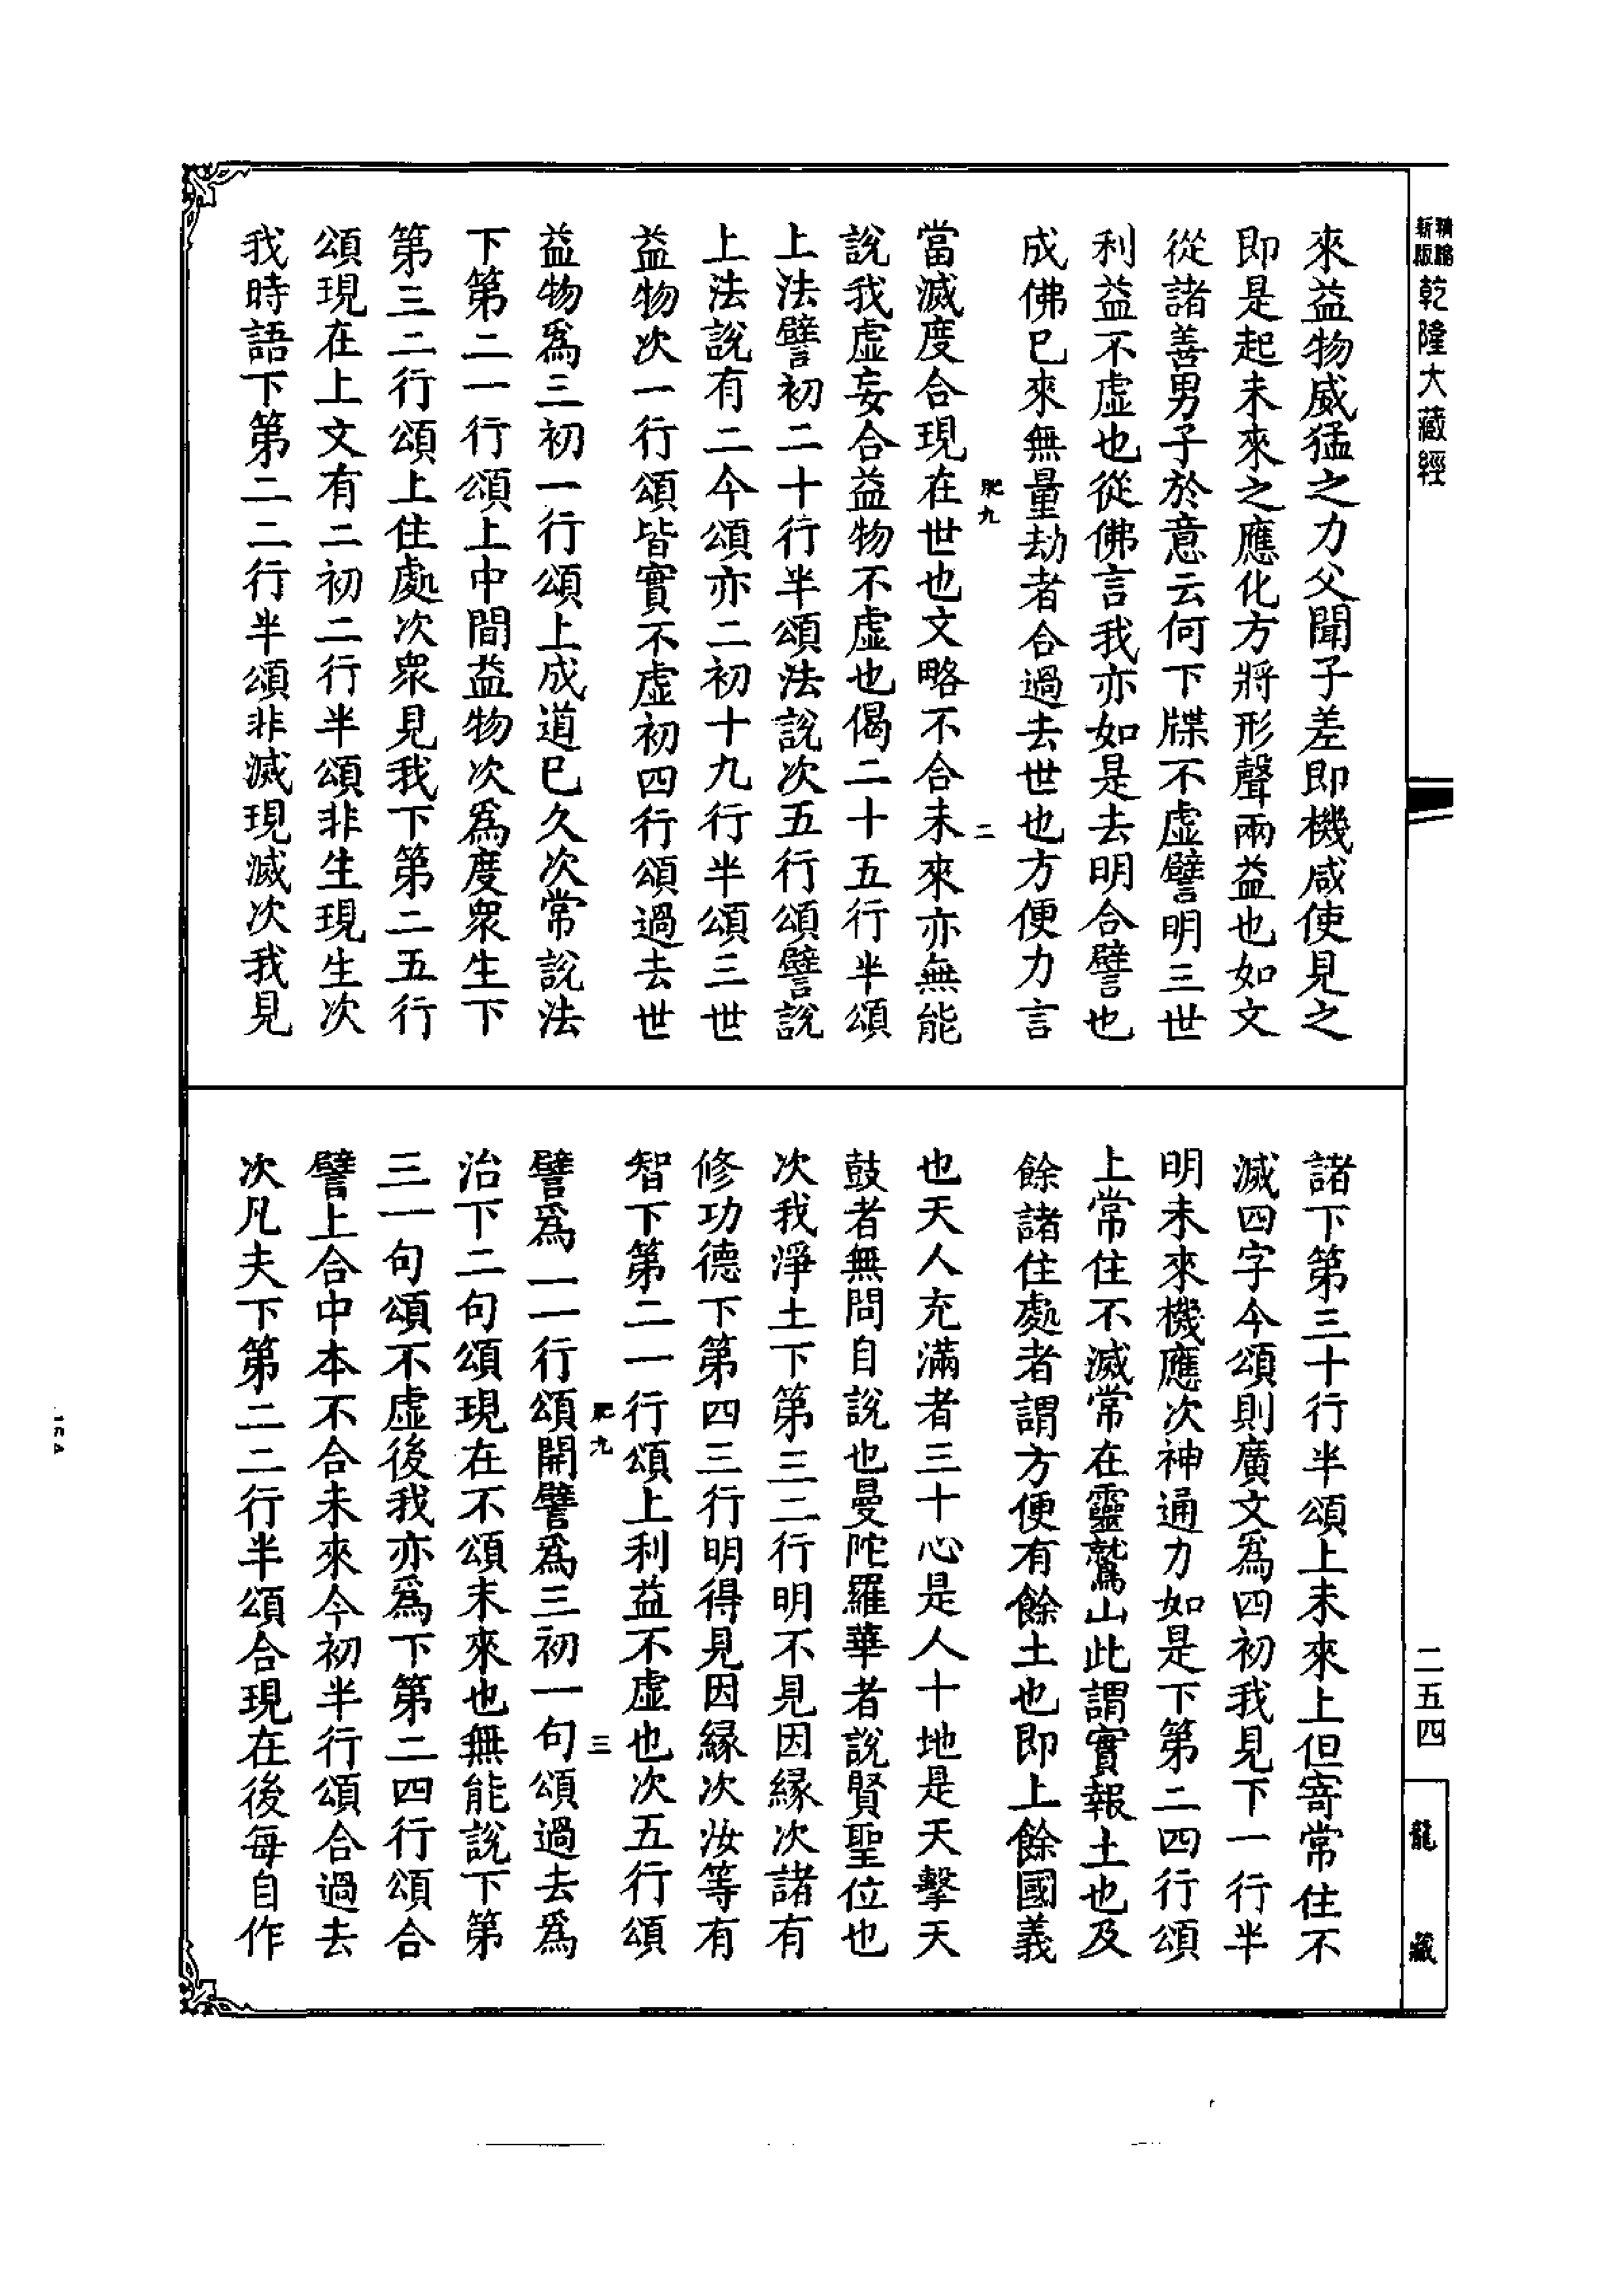 新版
精縮
乾隆大藏經
來益物威猛之力父聞子差即機咸使見之
即是起未來之應化方將形聲兩益也如文
從諸善男子於意云何下牒不虛譬明三世
利益不虛也從佛言我亦如是去明合譬也
成佛已來無量劫者合過去世也方便力言
肥九
二
當滅度合現在世也文略不合未來亦無能
說我虛妄合益物不虛也偈二十五行半頌
上法譬初二十行半頌法說次五行頌譬說
上法說有二今頌亦二初十九行半頌三世
益物次一行頌皆實不虛初四行頌過去世
益物爲三初一行頌上成道已久次常說法
下第二一行頌上中間益物次爲度衆生下
第三二行頌上住處次衆見我下第二五行
頌現在上文有二初二行半頌非生現生次
我時語下第二二行半頌非滅現滅次我見
諸下第三十行半頌上未來上但寄常住不
滅四字今頌則廣文爲四初我見下一行半
明未來機應次神通力如是下第二四行頌
上常住不滅常在靈鷲山此謂實報土也及
餘諸住處者謂方便有餘土也即上餘國義
也天人充滿者三十心是人十地是天擊天
鼓者無問自說也曼陀羅華者說賢聖位也
次我淨土下第三二行明不見因緣次諸有
修功德下第四三行明得見因緣次汝等有
智下第二一行頌上利益不虛也次五行頌
肥九
三
譬爲二一行頌開譬爲三初一句頌過去爲
治下二句頌現在不頌未來也無能說下第
三一句頌不虛後我亦爲下第二四行頌合
譬上合中本不合未來今初半行頌合過去
次凡夫下第二二行半頌合現在後每自作
二五四
龍藏